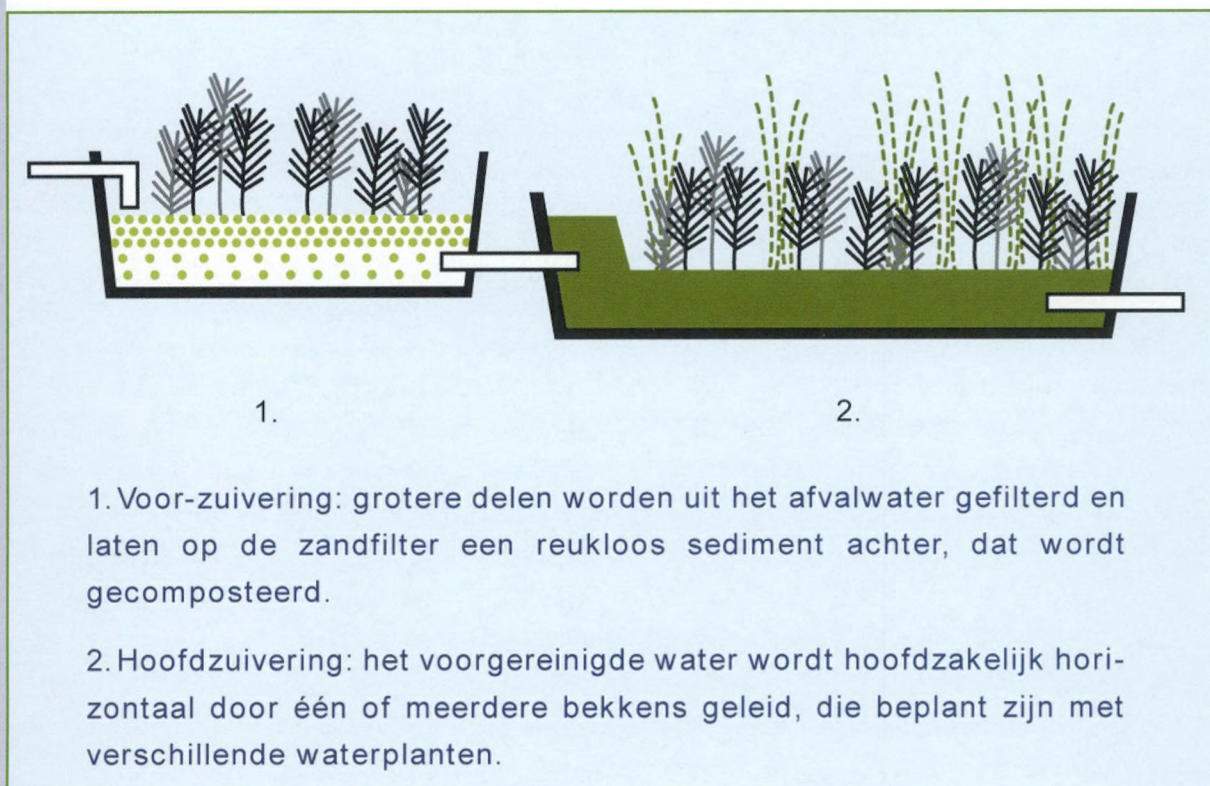 1.
2.
1. Voor-zuivering: grotere delen worden uit het afvalwater gefilterd en
laten op de zandfilter een reukloos sediment achter, dat wordt
gecomposteerd.
2. Hoofdzuivering: het voorgereinigde water wordt hoofdzakelijk hori-
zontaal door één of meerdere bekkens geleid, die beplant zijn met
verschillende waterplanten.